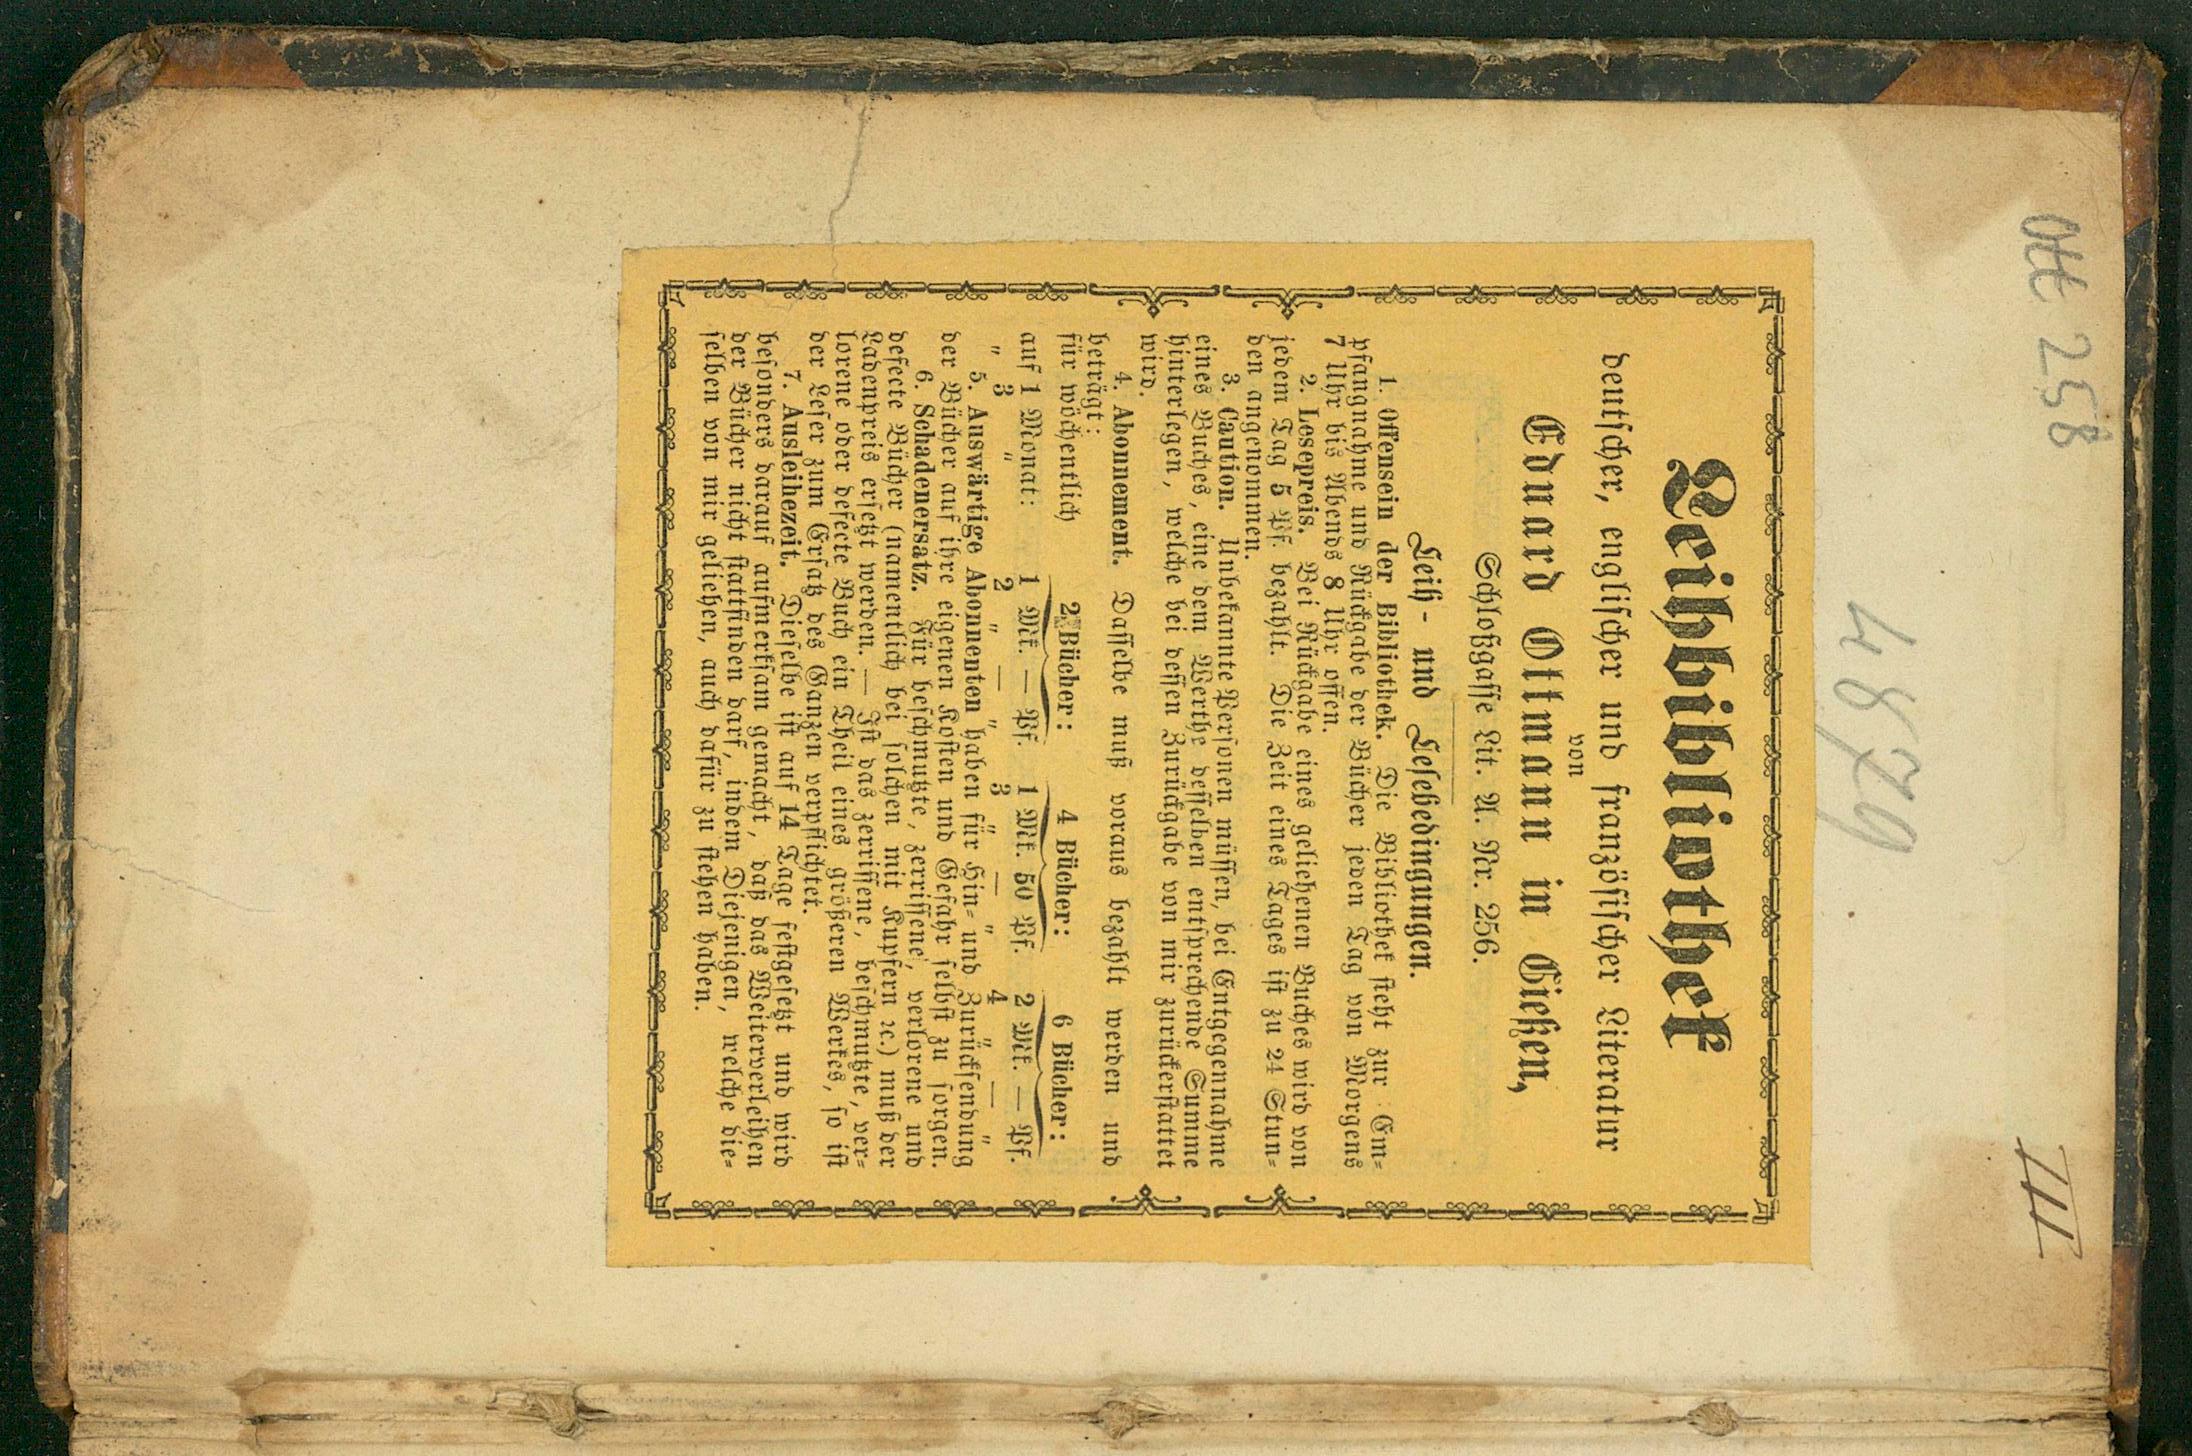 Ott 258
III
4879
Leihbibliothek
deutscher, englischer und französischer Literatur
von
Eduard Ottmann in Gießen,
Schloßgasse Lit. A. Nr. 256.
Leih- und Lesebedingungen.
1. Offensein der Bibliothek. Die Bibliothek steht zur Em-
pfangnahme und Rückgabe der Bücher jeden Tag von Morgens
7 Uhr bis Abends 8 Uhr offen.
2. Lesepreis. Bei Rückgabe eines geliehenen Buches wird von
jedem Tag 5 Pf. bezahlt. Die Zeit eines Tages ist zu 24 Stun-
den angenommen.
3. Caution. Unbekannte Personen müssen, bei Entgegennahme
eines Buches, eine dem Werthe desselben entsprechende Summe
hinterlegen, welche bei dessen Zurückgabe von mir zurückerstattet
wird.
4. Abonnement. Dasselbe muß voraus bezahlt werden und
beträgt:
für wöchentlich 2 Bücher: 4 Bücher: 6 Bücher:
auf 1 Monat: 1 Mk. — Pf. 1 Mk. 50 Pf. 2 Mk. — Pf.
" 3 " 2 " — " 3 " — " 4 " — "
5. Auswärtige Abonnenten haben für Hin- und Zurücksendung
der Bücher auf ihre eigenen Kosten und Gefahr selbst zu sorgen.
6. Schadenersatz. Für beschmutzte, zerrissene, verlorene und
defecte Bücher (namentlich bei solchen mit Kupfern ꝛc.) muß der
Ladenpreis ersetzt werden. — Ist das zerrissene, beschmutzte, ver-
lorene oder defecte Buch ein Theil eines größeren Werkes, so ist
der Leser zum Ersatz des Ganzen verpflichtet.
7. Ausleihezeit. Dieselbe ist auf 14 Tage festgesetzt und wird
besonders darauf aufmerksam gemacht, daß das Weiterverleihen
der Bücher nicht stattfinden darf, indem Diejenigen, welche die-
selben von mir geliehen, auch dafür zu stehen haben.